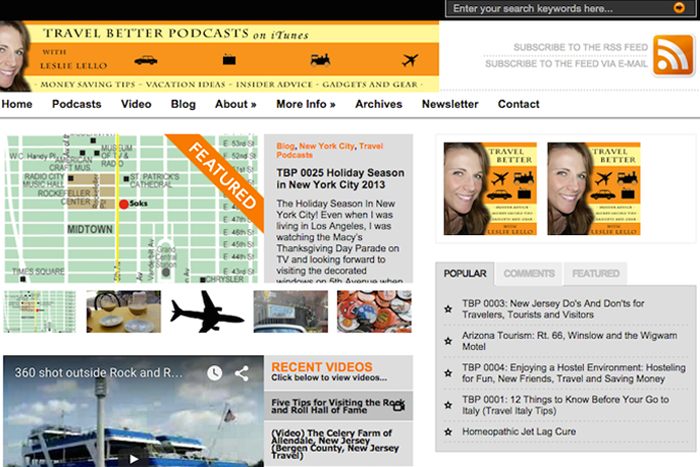 Enter your search keywords here...
TRAVEL BETTER PODCASTS on iTunes
WITH
LESLIE LELLO
· MONEY SAVING TIPS ~ VACATION IDEAS ~ INSIDER ADVICE ~ GADGETS AND GEAR ·
SUBSCRIBE TO THE RSS FEED
SUBSCRIBE TO THE FEED VIA E-MAIL
Home Podcasts Video Blog About » More Info » Archives Newsletter Contact
W.C. Handy Pl.
MUSEUM
OF TV &
RADIO
AMERICAN
CRAFT MUS.
RADIO CITY
MUSIC HALL
ST. PATRICK'S
CATHEDRAL
ROCKEFELLER
CENTER
Saks
MIDTOWN
Vanderbilt Av
Grand
Central
Station
TIMES SQUARE
CHRYSLER
E 53rd St
E 52nd St
E 51st St
E 50th St
E 49th St
E 48th St
E 47th St
E 46th St
E 45th St
E 44th St
E 43rd St
FEATURED
Blog, New York City, Travel
Podcasts
TBP 0025 Holiday Season
in New York City 2013
The Holiday Season In New
York City! Even when I was
living in Los Angeles, I was
watching the Macy's
Thanksgiving Day Parade on
TV and looking forward to
visiting the decorated
windows on 5th Avenue when
TRAVEL
BETTER
WITH
LESLIE LELLO
TRAVEL
BETTER
WITH
LESLIE LELLO
POPULAR COMMENTS FEATURED
TBP 0003: New Jersey Do's And Don'ts for
Travelers, Tourists and Visitors
Arizona Tourism: Rt. 66, Winslow and the Wigwam
Motel
TBP 0004: Enjoying a Hostel Environment: Hosteling
for Fun, New Friends, Travel and Saving Money
TBP 0001: 12 Things to Know Before Your Go to
Italy (Travel Italy Tips)
Homeopathic Jet Lag Cure
360 shot outside Rock and R...
RECENT VIDEOS
Click below to view videos...
Five Tips for Visiting the Rock
and Roll Hall of Fame
(Video) The Celery Farm of
Allendale, New Jersey
(Bergen County, New Jersey
Travel)